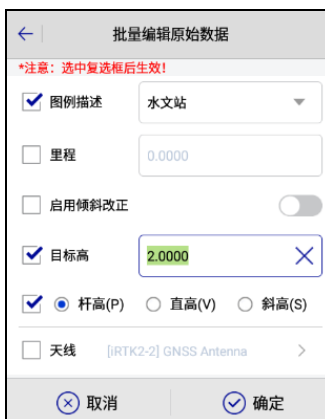 批量编辑原始数据
*注意：选中复选框后生效!
图例描述 水文站
里程 0.0000
启用倾斜改正
目标高 2.0000
杆高(P) 直高(V) 斜高(S)
天线 [iRTK2-2] GNSS Antenna
取消 确定